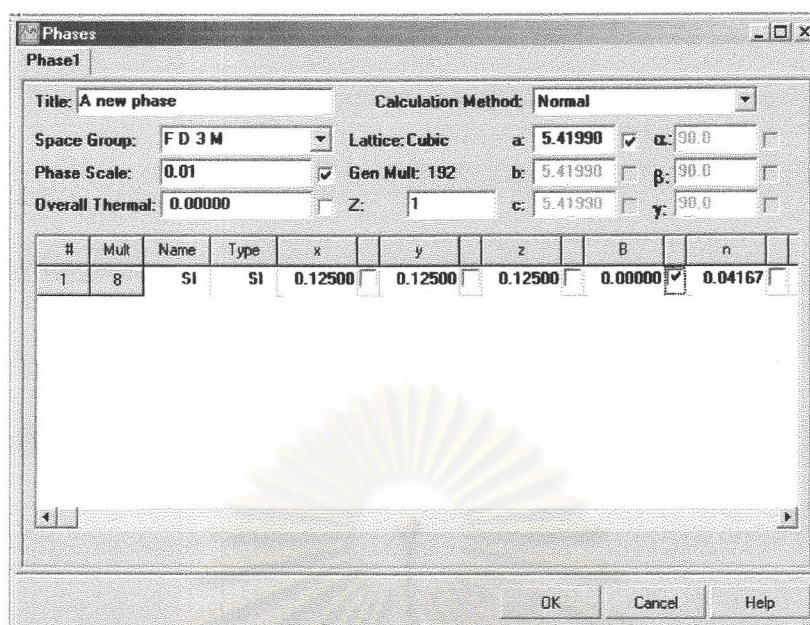 Phases
Phase1
Title: A new phase Calculation Method: Normal
Space Group: F D 3 M Lattice: Cubic a: 5.41990 α: 90.0
Phase Scale: 0.01 Gen Mult: 192 b: 5.41990 β: 90.0
Overall Thermal: 0.00000 Z: 1 c: 5.41990 γ: 90.0
# Mult Name Type x y z B n
1 8 SI SI 0.12500 0.12500 0.12500 0.00000 0.04167
OK Cancel Help